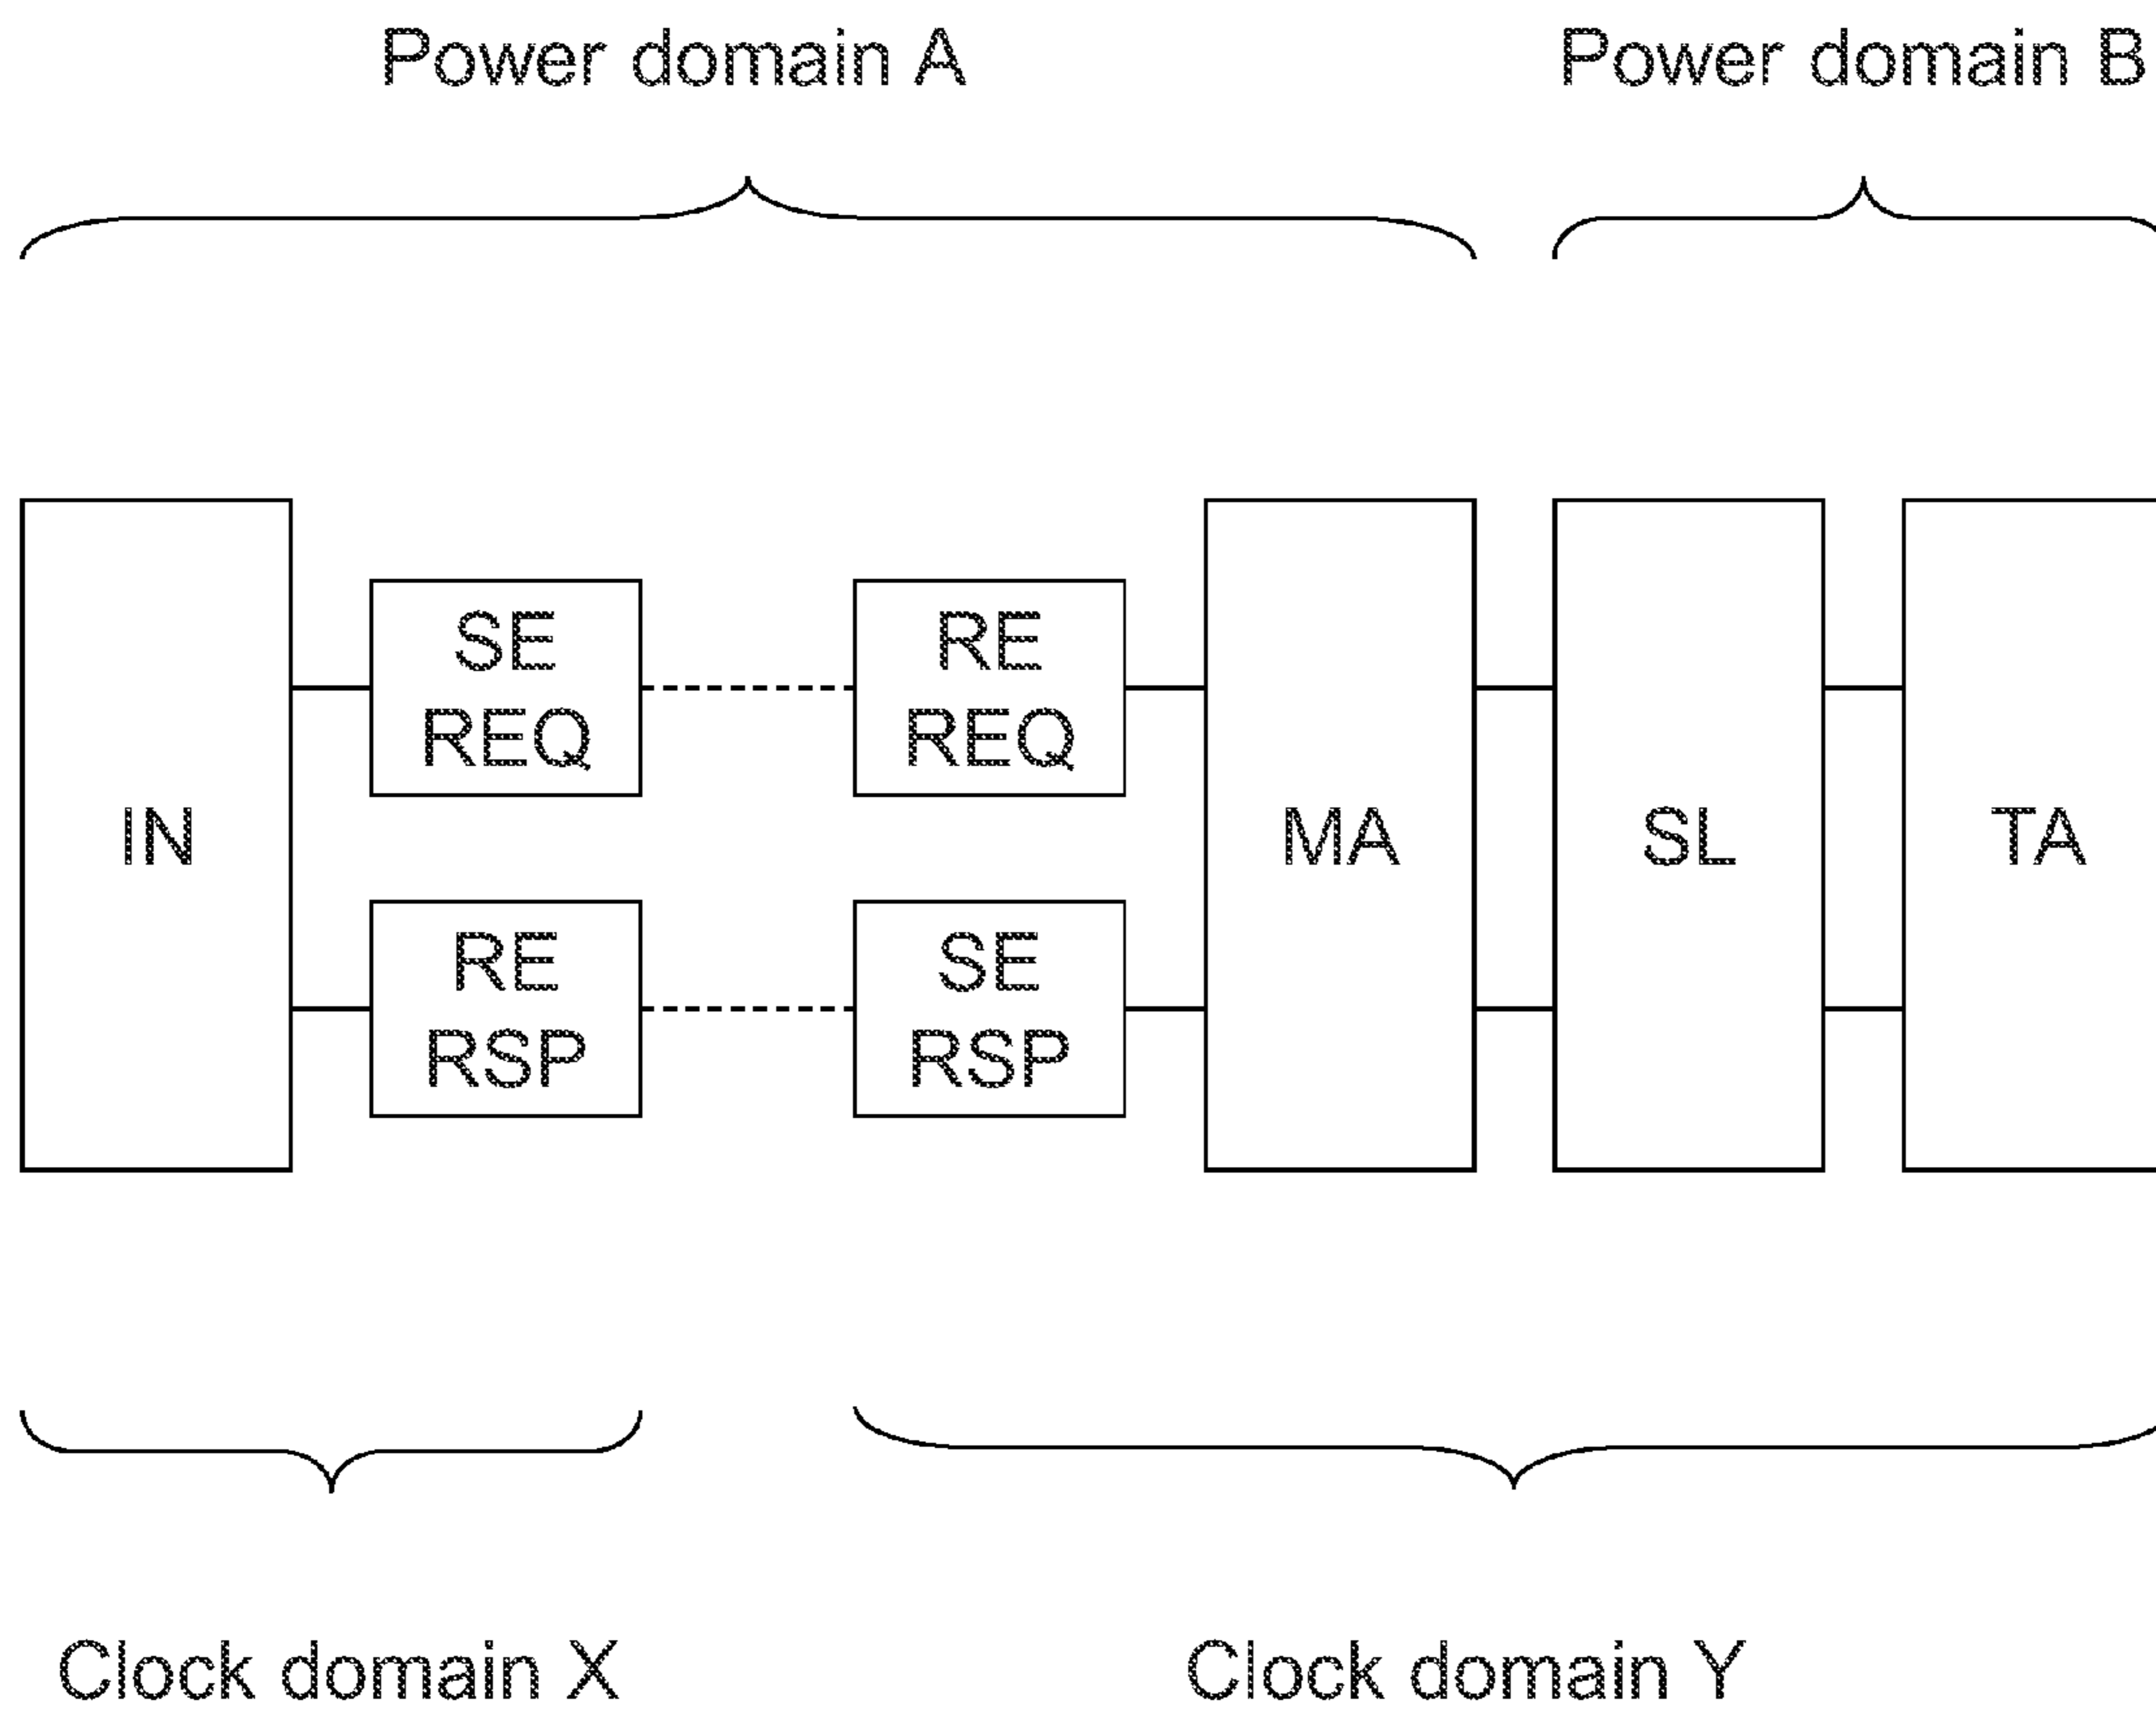 Power domain A
Power domain B
SE
REQ
RE
REQ
IN
MA
SL
TA
RE
RSP
SE
RSP
Clock domain X
Clock domain Y